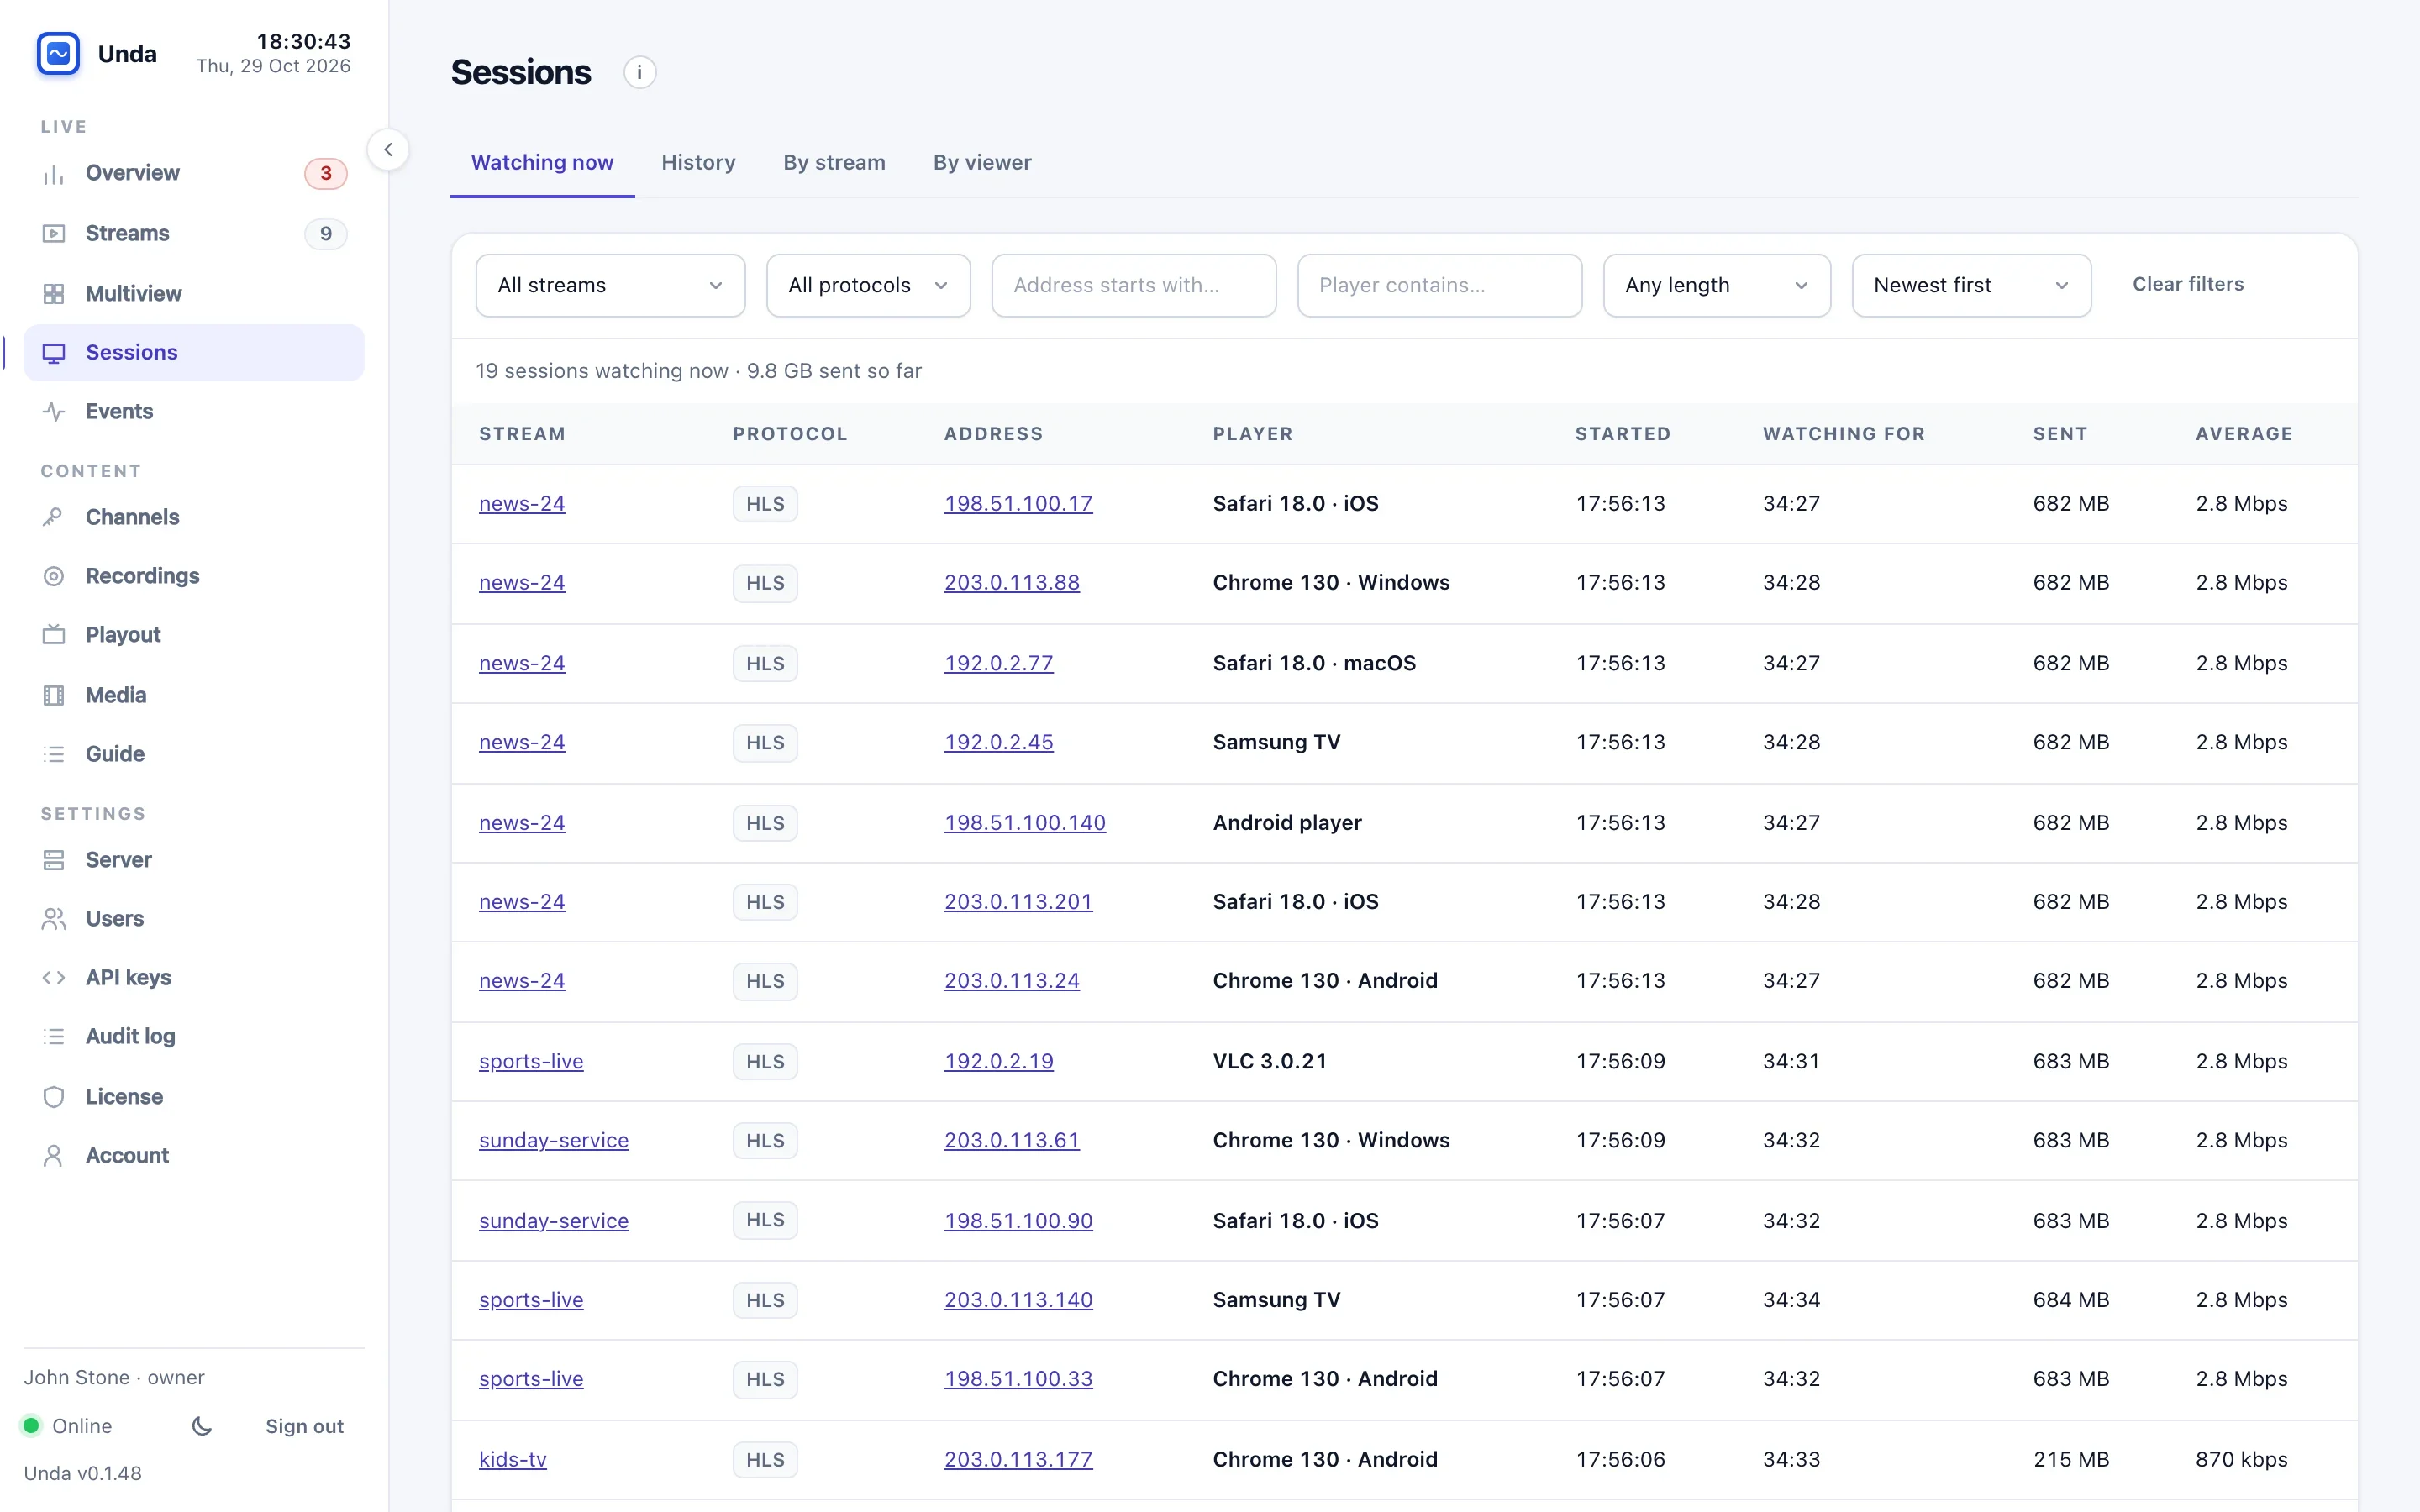 Unda
18:30:43
Thu, 29 Oct 2026
LIVE
Overview 3
Streams 9
Multiview
Sessions
Events
CONTENT
Channels
Recordings
Playout
Media
Guide
SETTINGS
Server
Users
API keys
Audit log
License
Account
John Stone · owner
Online Sign out
Unda v0.1.48
Sessions i
Watching now History By stream By viewer
All streams All protocols Address starts with... Player contains... Any length Newest first Clear filters
19 sessions watching now · 9.8 GB sent so far
STREAM PROTOCOL ADDRESS PLAYER STARTED WATCHING FOR SENT AVERAGE
news-24 HLS 198.51.100.17 Safari 18.0 · iOS 17:56:13 34:27 682 MB 2.8 Mbps
news-24 HLS 203.0.113.88 Chrome 130 · Windows 17:56:13 34:28 682 MB 2.8 Mbps
news-24 HLS 192.0.2.77 Safari 18.0 · macOS 17:56:13 34:27 682 MB 2.8 Mbps
news-24 HLS 192.0.2.45 Samsung TV 17:56:13 34:28 682 MB 2.8 Mbps
news-24 HLS 198.51.100.140 Android player 17:56:13 34:27 682 MB 2.8 Mbps
news-24 HLS 203.0.113.201 Safari 18.0 · iOS 17:56:13 34:28 682 MB 2.8 Mbps
news-24 HLS 203.0.113.24 Chrome 130 · Android 17:56:13 34:27 682 MB 2.8 Mbps
sports-live HLS 192.0.2.19 VLC 3.0.21 17:56:09 34:31 683 MB 2.8 Mbps
sunday-service HLS 203.0.113.61 Chrome 130 · Windows 17:56:09 34:32 683 MB 2.8 Mbps
sunday-service HLS 198.51.100.90 Safari 18.0 · iOS 17:56:07 34:32 683 MB 2.8 Mbps
sports-live HLS 203.0.113.140 Samsung TV 17:56:07 34:34 684 MB 2.8 Mbps
sports-live HLS 198.51.100.33 Chrome 130 · Android 17:56:07 34:32 683 MB 2.8 Mbps
kids-tv HLS 203.0.113.177 Chrome 130 · Android 17:56:06 34:33 215 MB 870 kbps